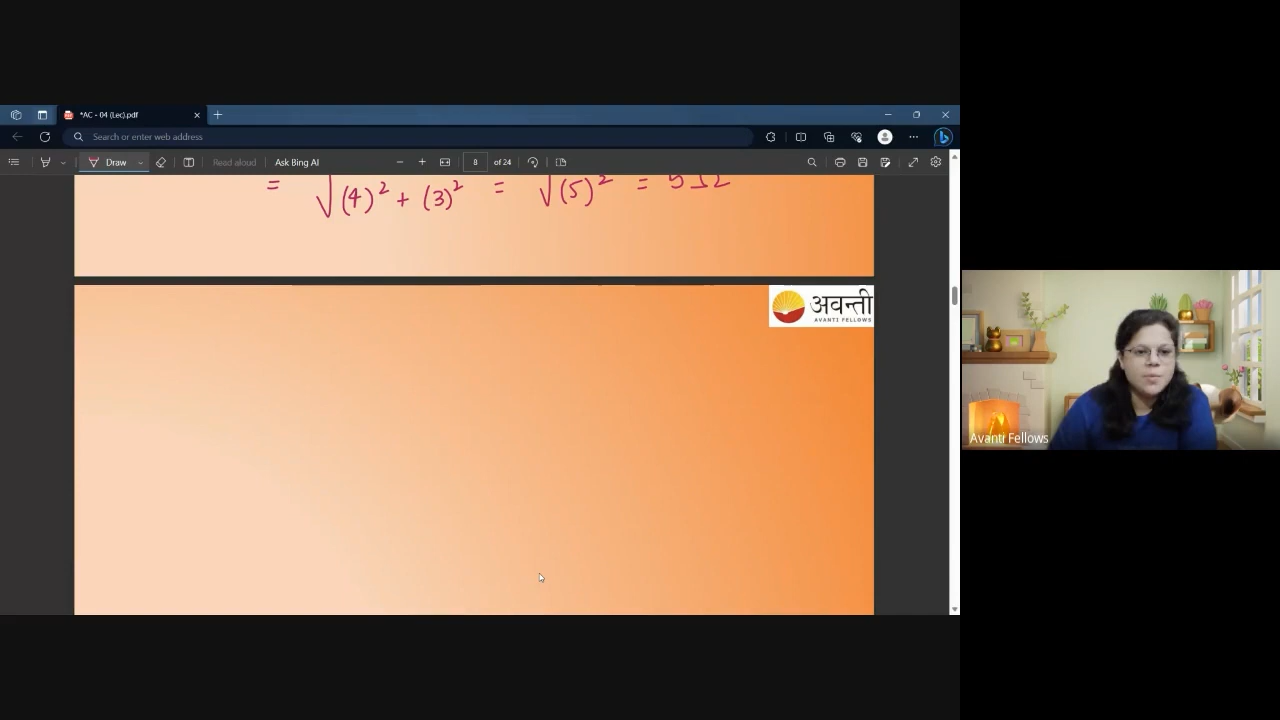 *AC - 04 (Lec).pdf
Search or enter web address
Draw
Read aloud
Ask Bing AI
8
of 24
= √(4)² + (3)² = √(5)² = 5Ω
अवन्ती
AVANTI FELLOWS
Avanti Fellows